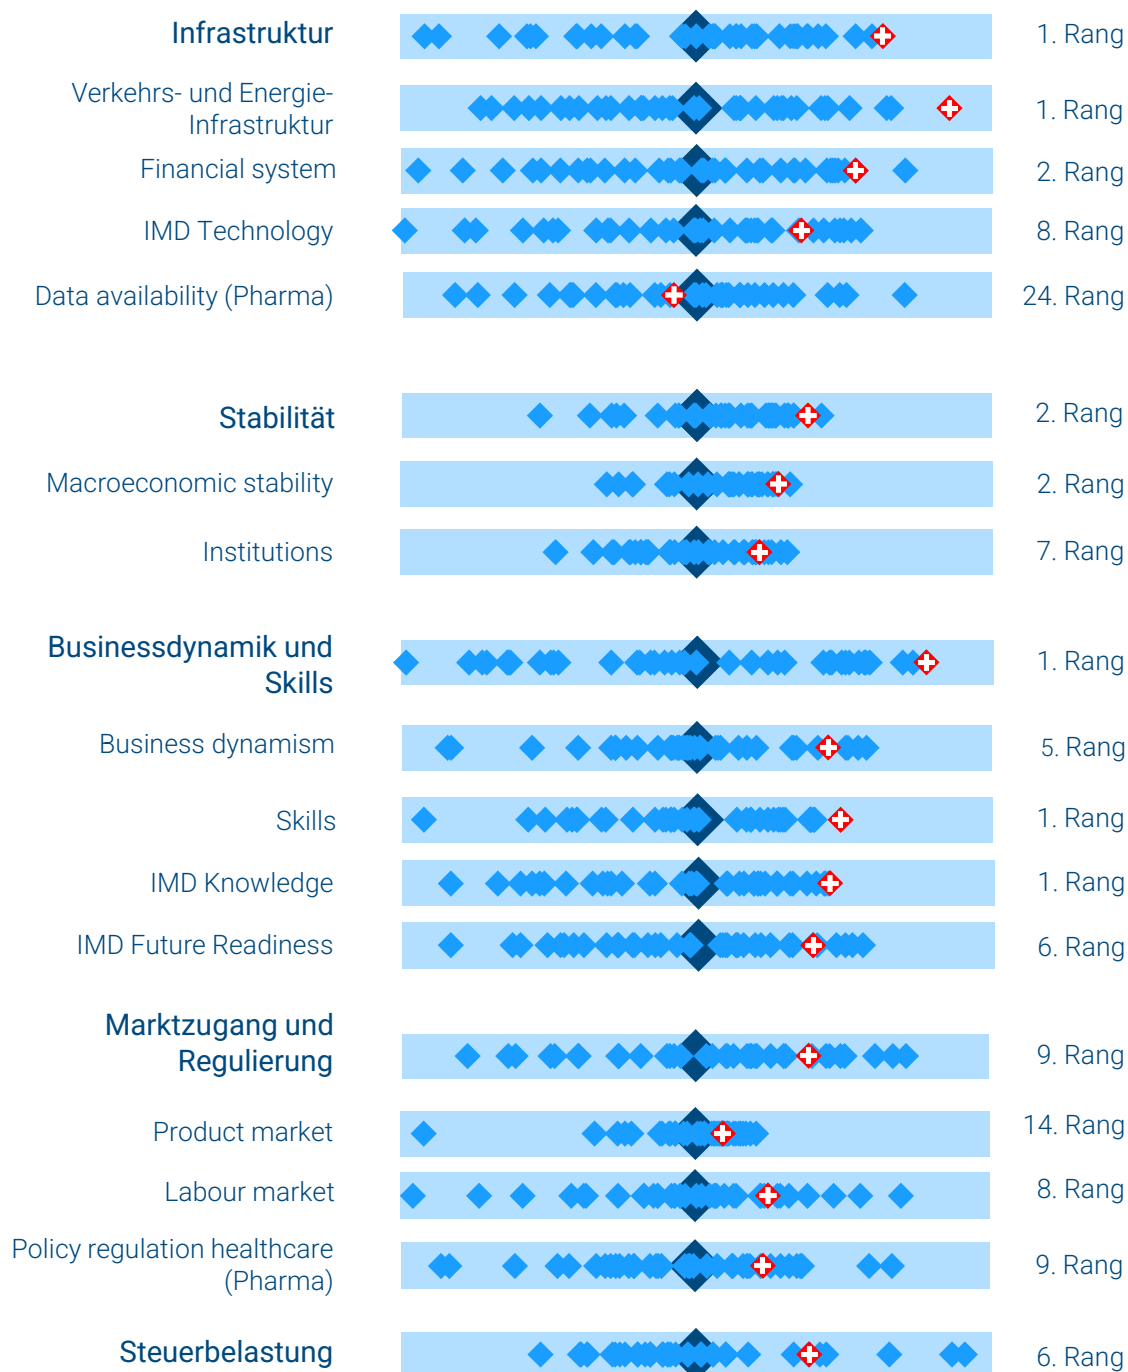 Infrastruktur
1. Rang
Verkehrs- und Energie-
Infrastruktur
1. Rang
Financial system
2. Rang
IMD Technology
8. Rang
Data availability (Pharma)
24. Rang
Stabilität
2. Rang
Macroeconomic stability
2. Rang
Institutions
7. Rang
Businessdynamik und
Skills
1. Rang
Business dynamism
5. Rang
Skills
1. Rang
IMD Knowledge
1. Rang
IMD Future Readiness
6. Rang
Marktzugang und
Regulierung
9. Rang
Product market
14. Rang
Labour market
8. Rang
Policy regulation healthcare
(Pharma)
9. Rang
Steuerbelastung
6. Rang